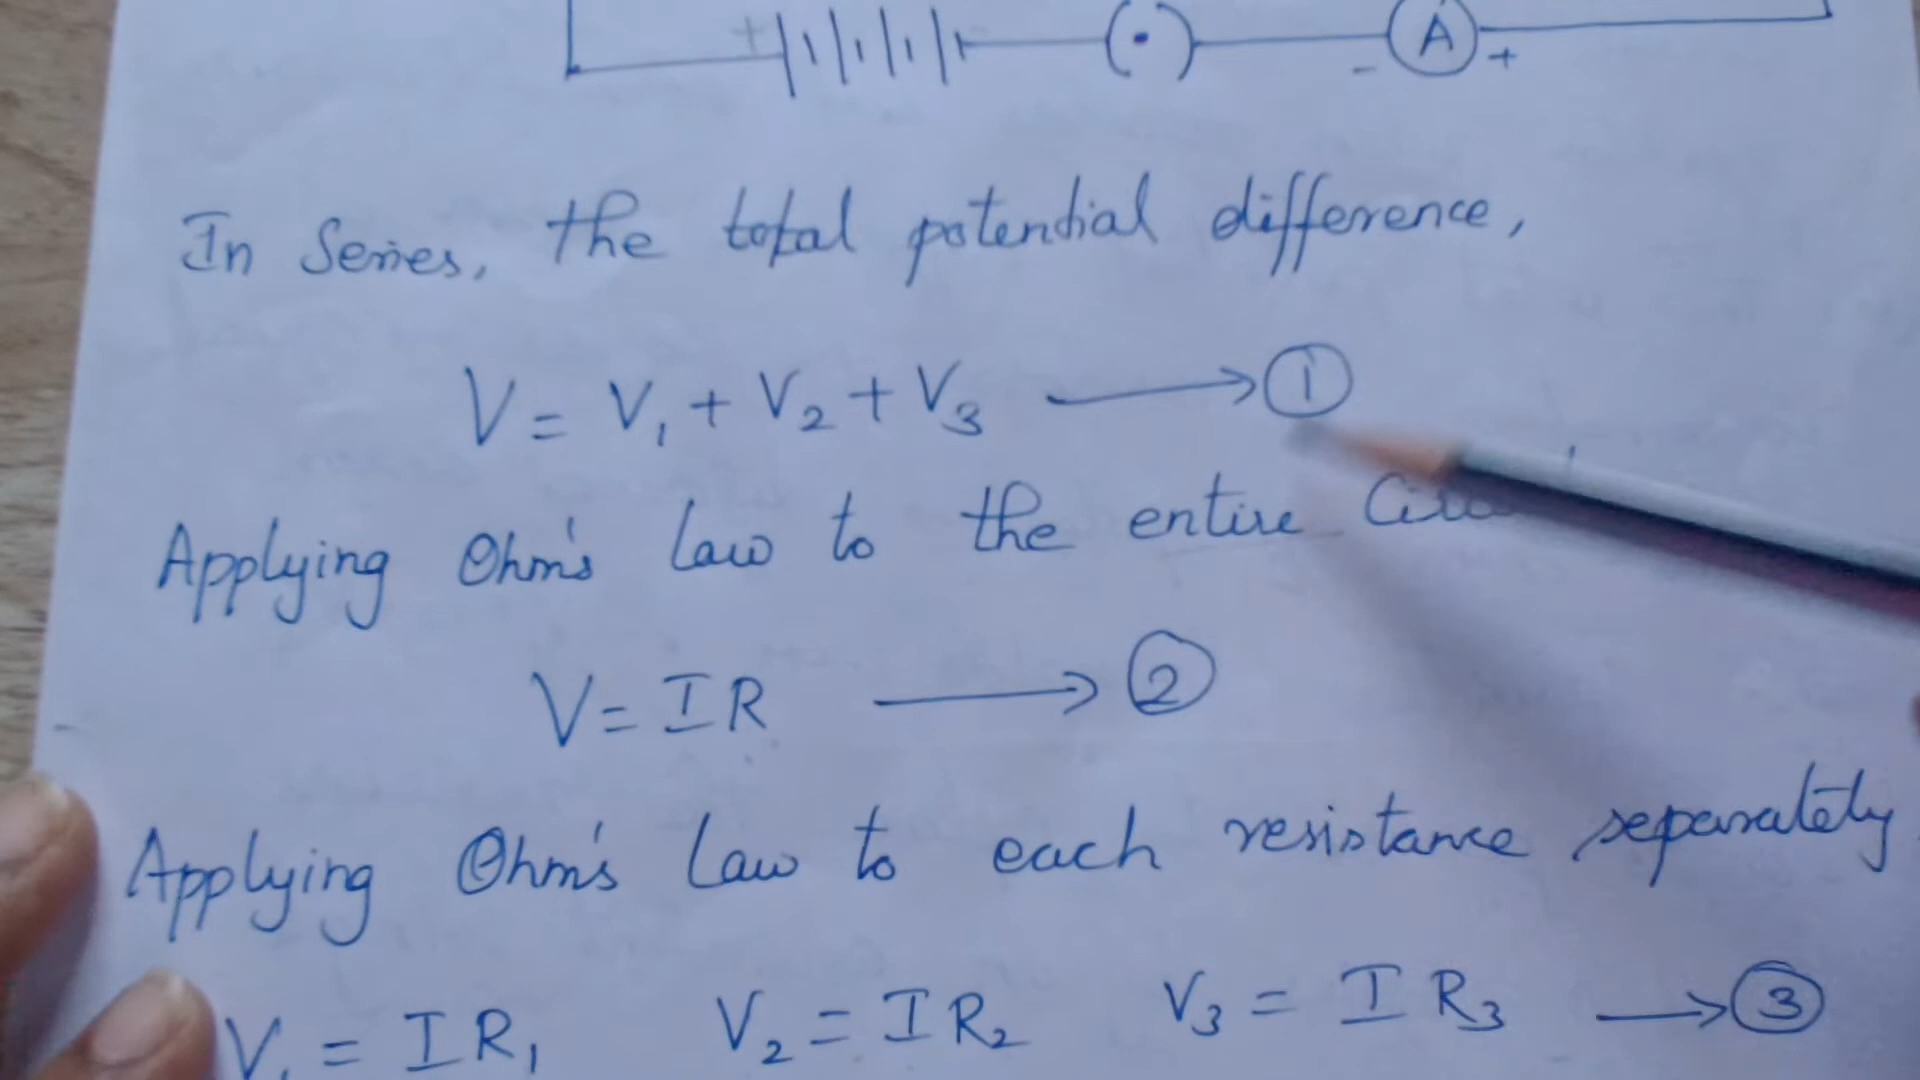 + (•) - A +
In Series, the total potential difference,
V = V₁ + V₂ + V₃ → ①
Applying Ohm's law to the entire
V = IR → ②
Applying Ohm's law to each resistance separately
V₁ = IR₁ V₂ = IR₂ V₃ = IR₃ → ③